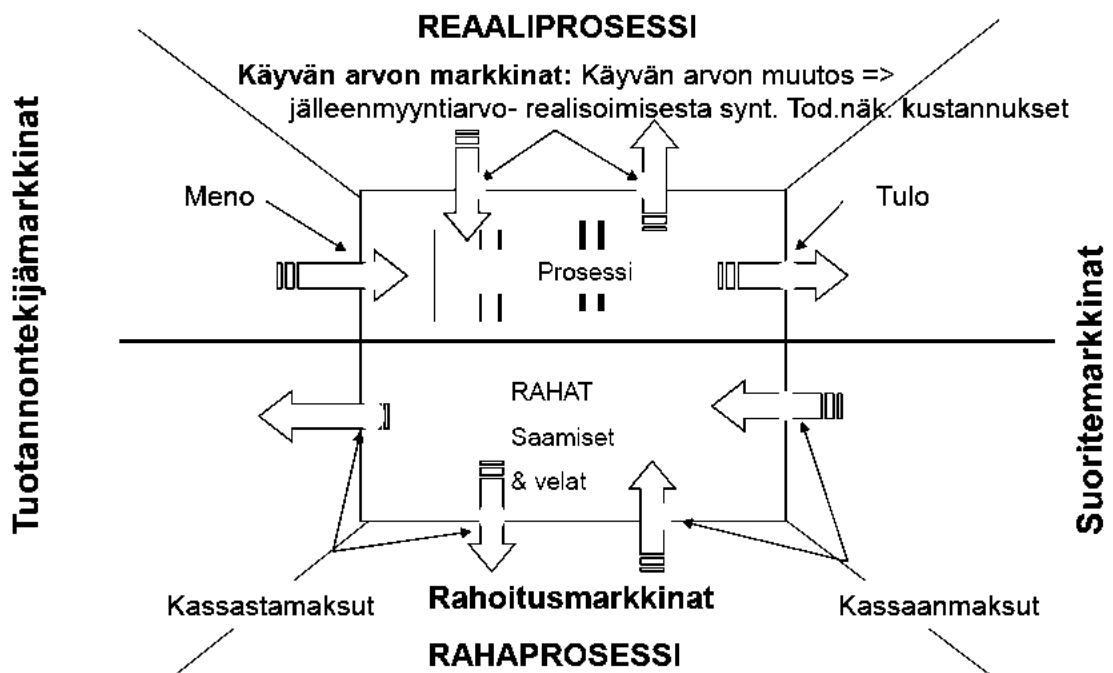 REAALIPROSESSI
Käyvän arvon markkinat: Käyvän arvon muutos =>
jälleenmyyntiarvo- realisoimisesta synt. Tod.näk. kustannukset
Tuotannontekijämarkkinat
Meno
Tulo
Prosessi
Suoritemarkkinat
RAHAT
Saamiset
& velat
Kassastamaksut
Rahoitusmarkkinat
Kassaanmaksut
RAHAPROSESSI